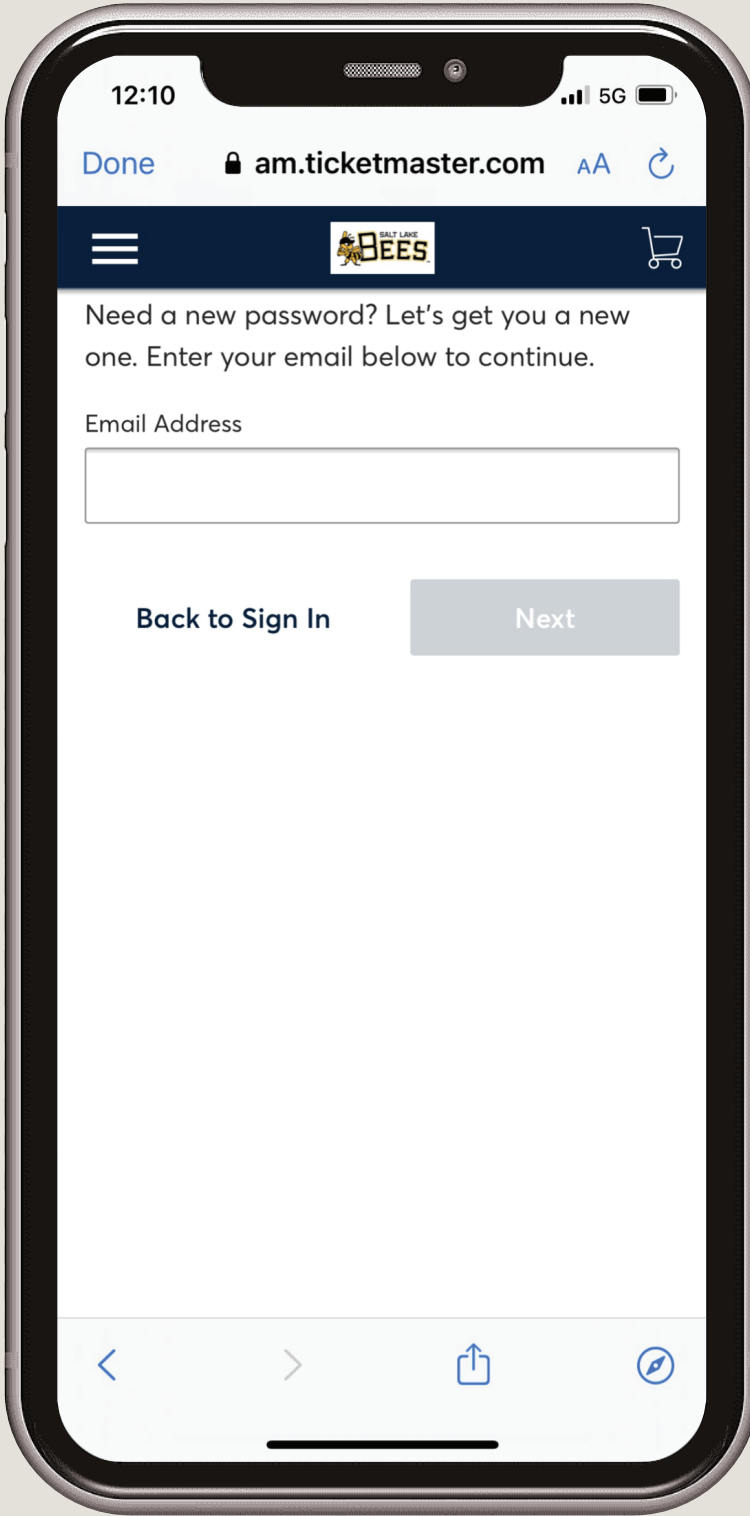 12:10
5G
Done
am.ticketmaster.com
AA
SALT LAKE
BEES
Need a new password? Let's get you a new
one. Enter your email below to continue.
Email Address
Back to Sign In
Next